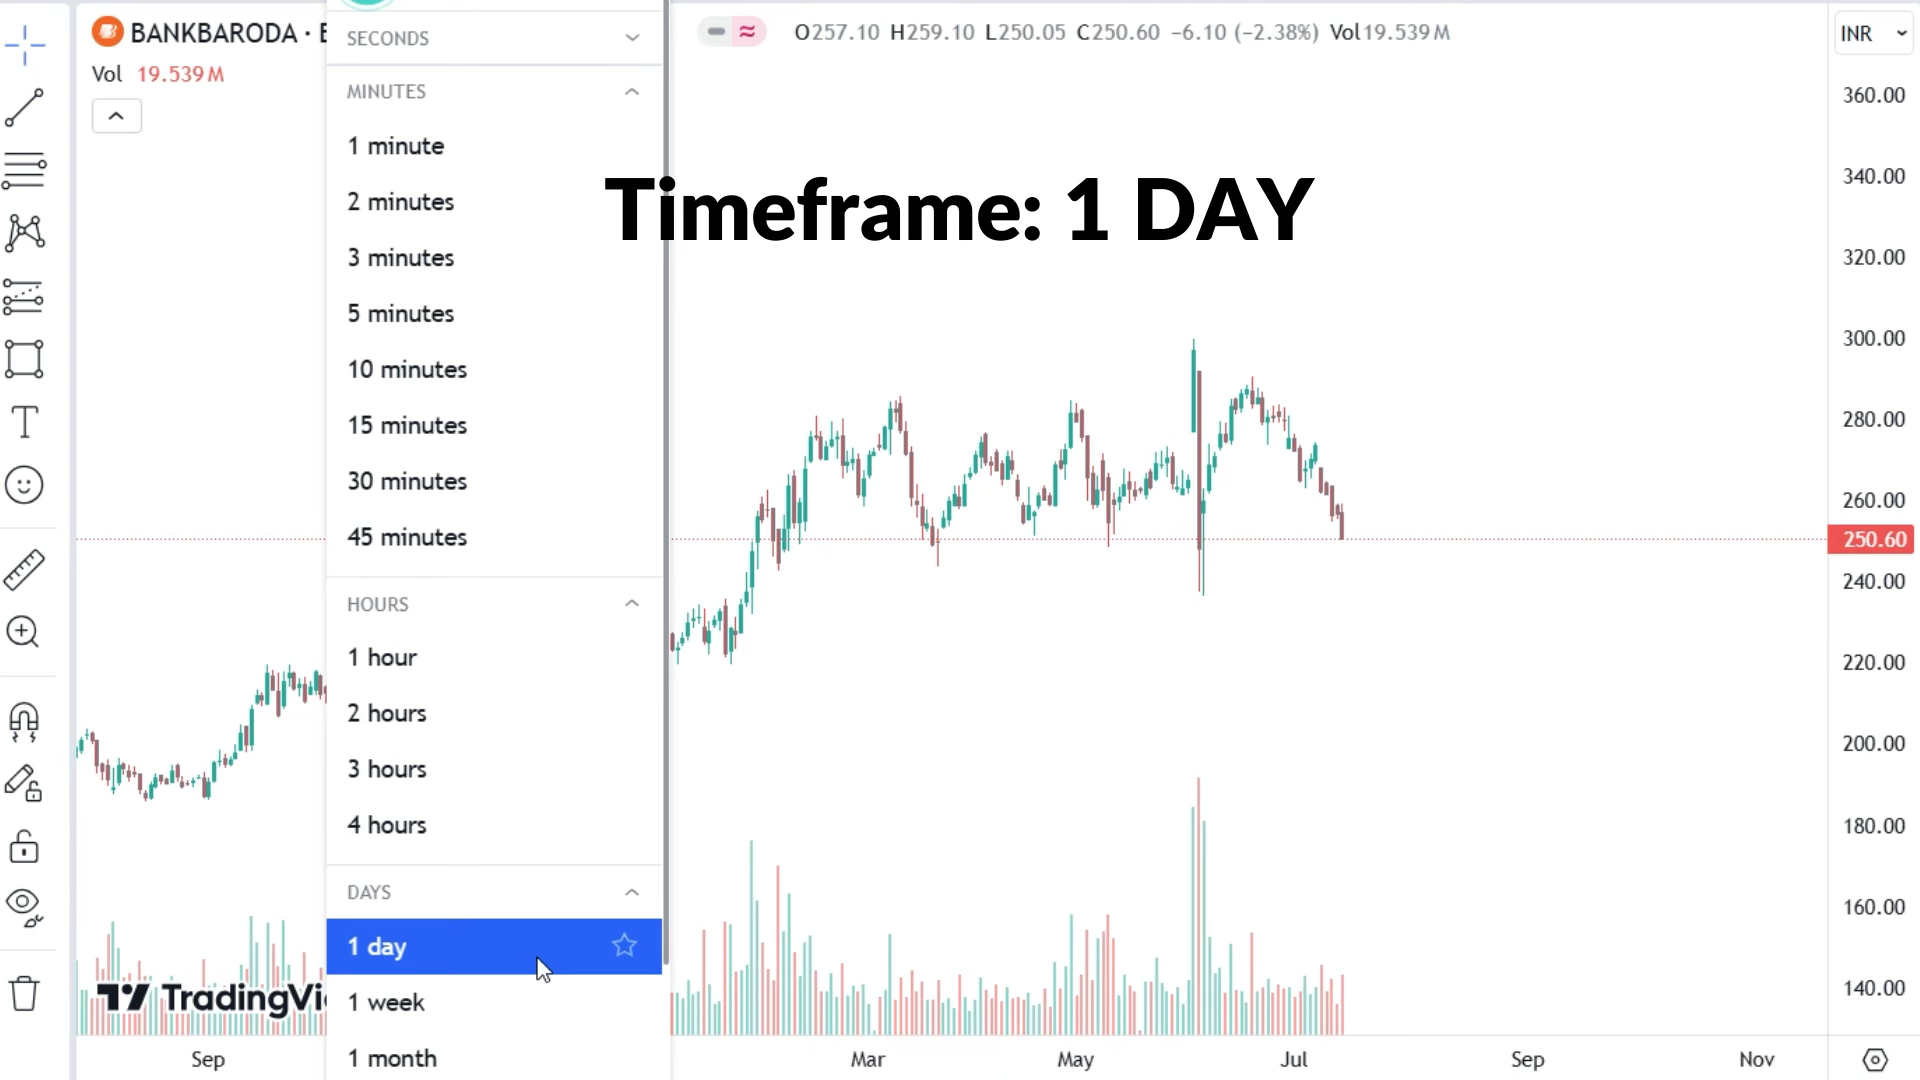 BANKBARODA ·
O257.10 H259.10 L250.05 C250.60 −6.10 (−2.38%) Vol19.539M
INR
Vol 19.539M
SECONDS
MINUTES
1 minute
2 minutes
3 minutes
5 minutes
10 minutes
15 minutes
30 minutes
45 minutes
HOURS
1 hour
2 hours
3 hours
4 hours
DAYS
1 day
1 week
1 month
Timeframe: 1 DAY
360.00
340.00
320.00
300.00
280.00
260.00
250.60
240.00
220.00
200.00
180.00
160.00
140.00
TradingVi
Sep
Mar
May
Jul
Sep
Nov